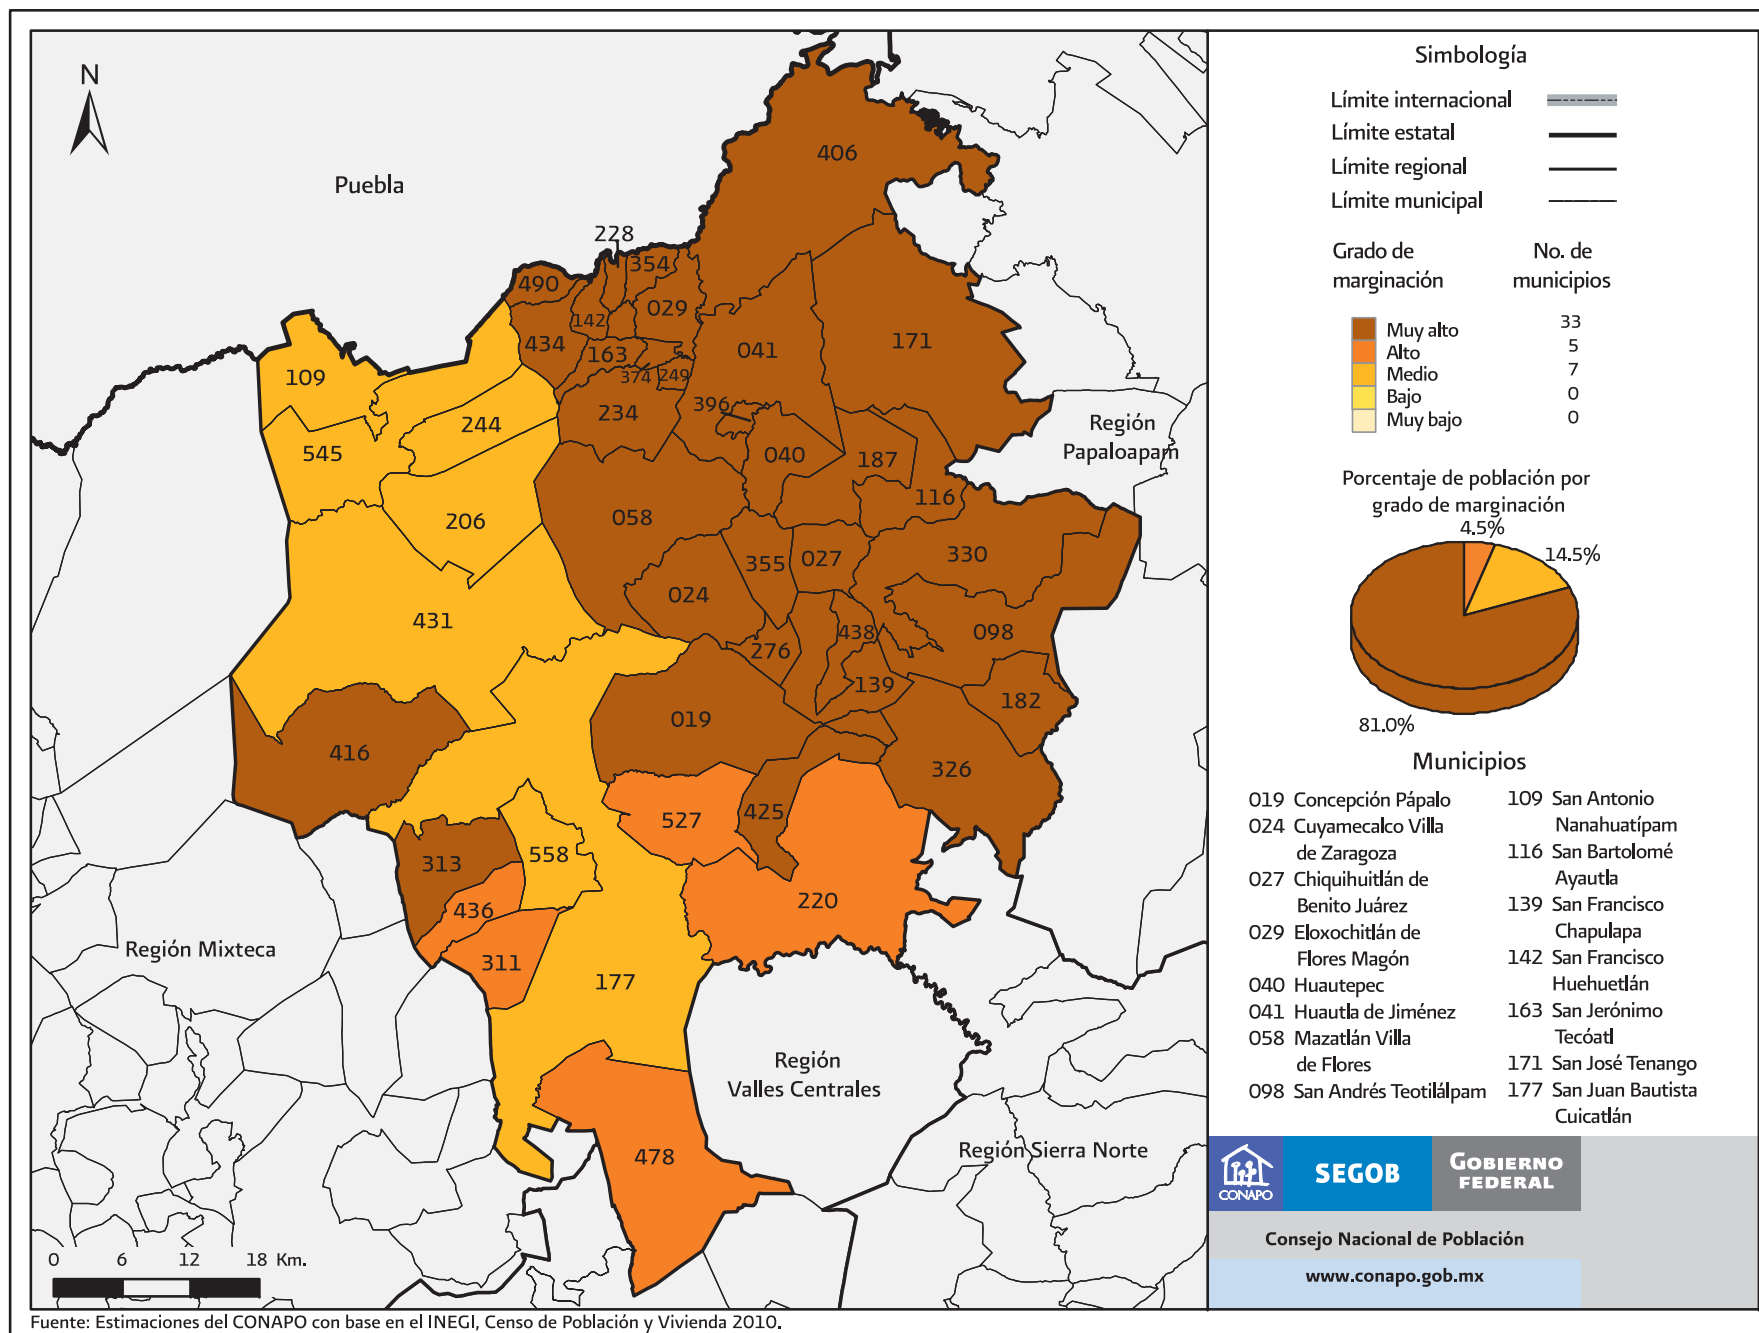 N
Puebla
406
228
354
490
029
142
434
163
041
171
374
249
109
396
234
244
545
040
187
Región
Papaloapam
116
206
058
330
355
027
024
431
438
098
276
139
182
019
416
326
527
425
558
313
436
220
311
177
Región Mixteca
Región
Valles Centrales
478
Región Sierra Norte
0 6 12 18 Km.
Simbología
Límite internacional
Límite estatal
Límite regional
Límite municipal
Grado de marginación
No. de municipios
Muy alto 33
Alto 5
Medio 7
Bajo 0
Muy bajo 0
Porcentaje de población por
grado de marginación
4.5%
14.5%
81.0%
Municipios
019 Concepción Pápalo
024 Cuyamecalco Villa
de Zaragoza
027 Chiquihuitlán de
Benito Juárez
029 Eloxochitlán de
Flores Magón
040 Huautepec
041 Huautla de Jiménez
058 Mazatlán Villa
de Flores
098 San Andrés Teotilálpam
109 San Antonio
Nanahuatípam
116 San Bartolomé
Ayautla
139 San Francisco
Chapulapa
142 San Francisco
Huehuetlán
163 San Jerónimo
Tecóatl
171 San José Tenango
177 San Juan Bautista
Cuicatlán
CONAPO
SEGOB
GOBIERNO
FEDERAL
Consejo Nacional de Población
www.conapo.gob.mx
Fuente: Estimaciones del CONAPO con base en el INEGI, Censo de Población y Vivienda 2010.